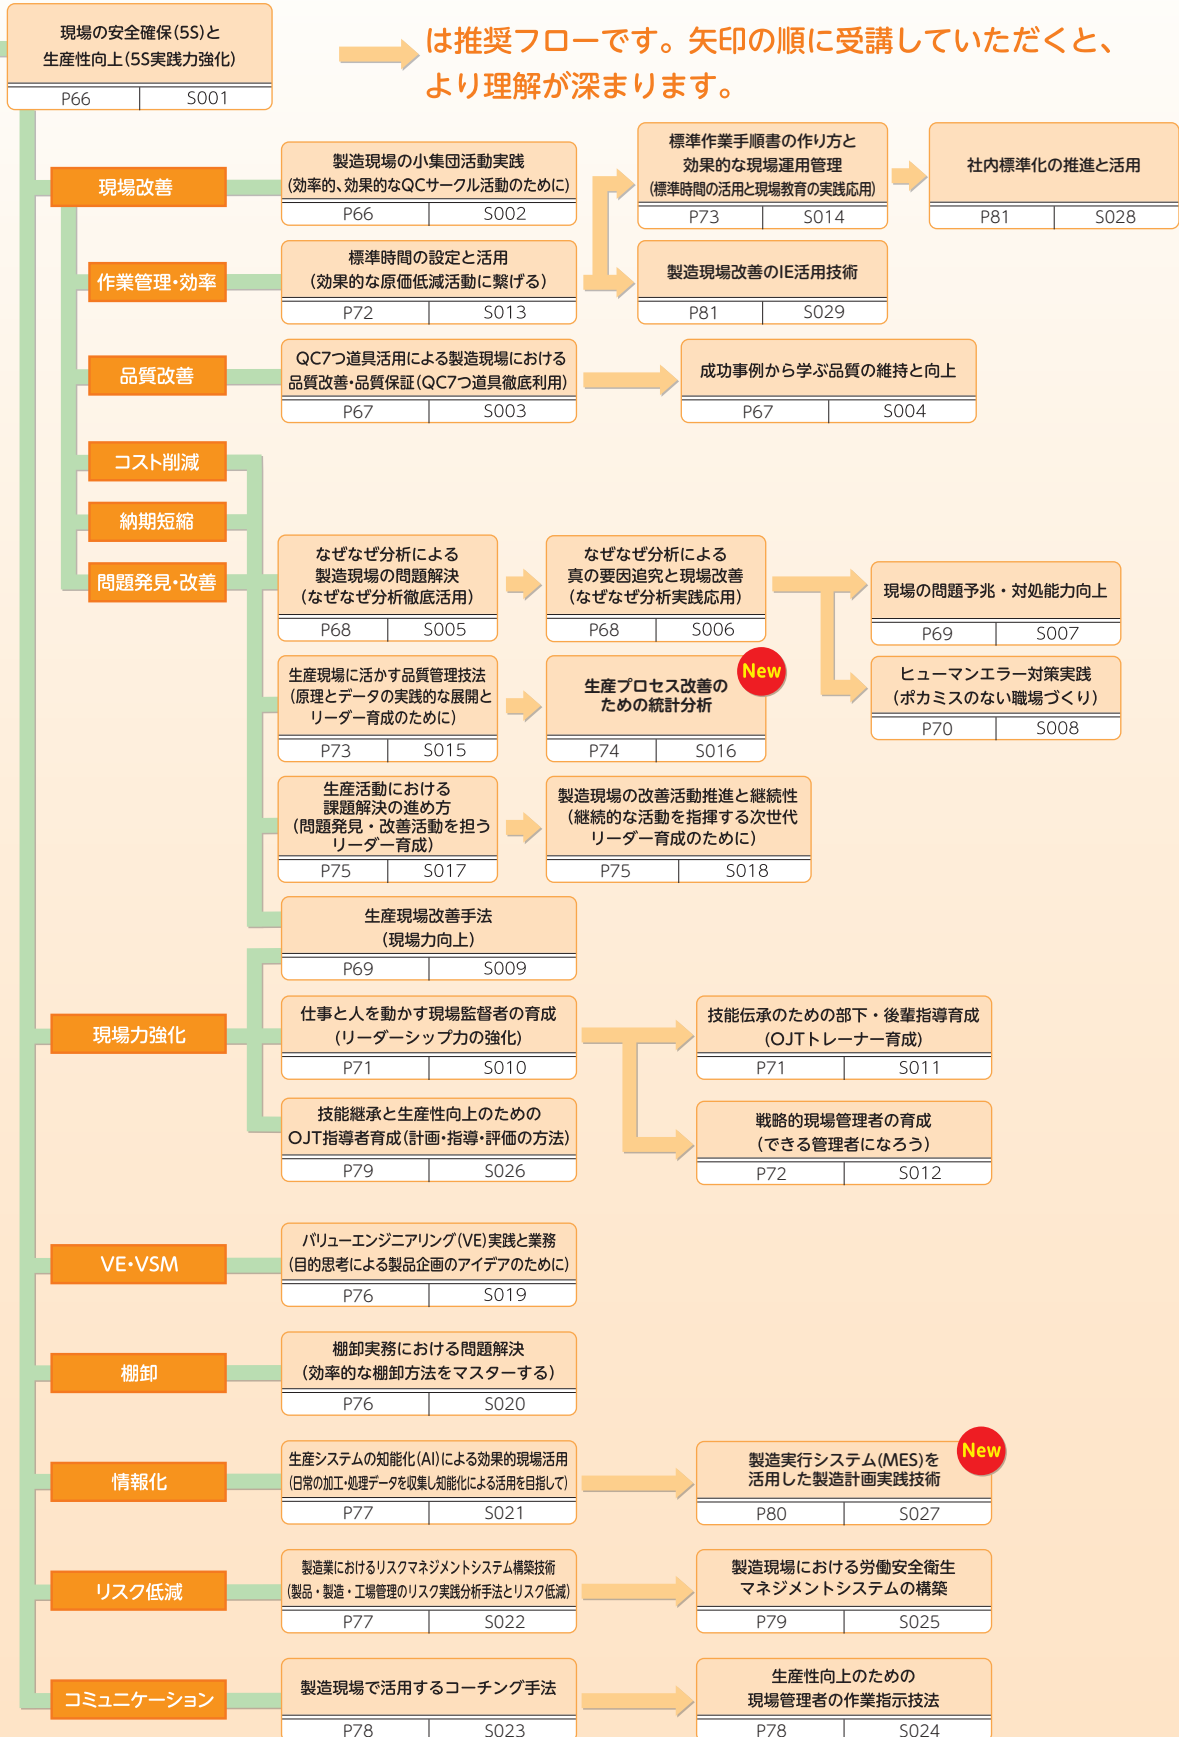 現場の安全確保(5S)と
生産性向上(5S実践力強化)
P66 S001
は推奨フローです。矢印の順に受講していただくと、
より理解が深まります。
現場改善
製造現場の小集団活動実践
(効率的、効果的なQCサークル活動のために)
P66 S002
標準作業手順書の作り方と
効果的な現場運用管理
(標準時間の活用と現場教育の実践応用)
P73 S014
社内標準化の推進と活用
P81 S028
作業管理・効率
標準時間の設定と活用
(効果的な原価低減活動に繋げる)
P72 S013
製造現場改善のIE活用技術
P81 S029
品質改善
QC7つ道具活用による製造現場における
品質改善・品質保証(QC7つ道具徹底利用)
P67 S003
成功事例から学ぶ品質の維持と向上
P67 S004
コスト削減
納期短縮
問題発見・改善
なぜなぜ分析による
製造現場の問題解決
(なぜなぜ分析徹底活用)
P68 S005
なぜなぜ分析による
真の要因追究と現場改善
(なぜなぜ分析実践応用)
P68 S006
現場の問題予兆・対処能力向上
P69 S007
ヒューマンエラー対策実践
(ポカミスのない職場づくり)
P70 S008
生産現場に活かす品質管理技法
(原理とデータの実践的な展開と
リーダー育成のために)
P73 S015
New
生産プロセス改善の
ための統計分析
P74 S016
生産活動における
課題解決の進め方
(問題発見・改善活動を担う
リーダー育成)
P75 S017
製造現場の改善活動推進と継続性
(継続的な活動を指揮する次世代
リーダー育成のために)
P75 S018
生産現場改善手法
(現場力向上)
P69 S009
現場力強化
仕事と人を動かす現場監督者の育成
(リーダーシップ力の強化)
P71 S010
技能伝承のための部下・後輩指導育成
(OJTトレーナー育成)
P71 S011
技能継承と生産性向上のための
OJT指導者育成(計画・指導・評価の方法)
P79 S026
戦略的現場管理者の育成
(できる管理者になろう)
P72 S012
VE・VSM
バリューエンジニアリング(VE)実践と業務
(目的思考による製品企画のアイデアのために)
P76 S019
棚卸
棚卸実務における問題解決
(効率的な棚卸方法をマスターする)
P76 S020
情報化
生産システムの知能化(AI)による効果的現場活用
(日常の加工・処理データを収集し知能化による活用を目指して)
P77 S021
New
製造実行システム(MES)を
活用した製造計画実践技術
P80 S027
リスク低減
製造業におけるリスクマネジメントシステム構築技術
(製品・製造・工場管理のリスク実践分析手法とリスク低減)
P77 S022
製造現場における労働安全衛生
マネジメントシステムの構築
P79 S025
コミュニケーション
製造現場で活用するコーチング手法
P78 S023
生産性向上のための
現場管理者の作業指示技法
P78 S024